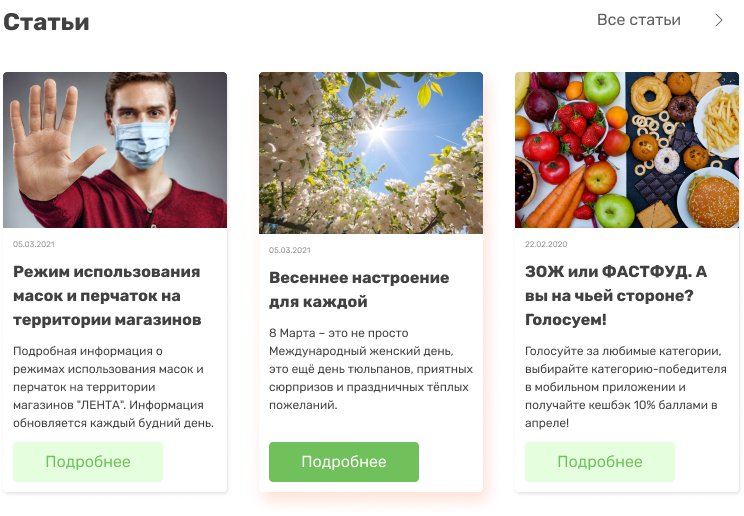 Статьи
Все статьи
05.03.2021
Режим использования
масок и перчаток на
территории магазинов
Подробная информация о
режимах использования масок и
перчаток на территории
магазинов "ЛЕНТА". Информация
обновляется каждый будний день.
Подробнее
05.03.2021
Весеннее настроение
для каждой
8 Марта – это не просто
Международный женский день,
это ещё день тюльпанов, приятных
сюрпризов и праздничных тёплых
пожеланий.
Подробнее
22.02.2020
ЗОЖ или ФАСТФУД. А
вы на чьей стороне?
Голосуем!
Голосуйте за любимые категории,
выбирайте категорию-победителя
в мобильном приложении и
получайте кешбэк 10% баллами в
апреле!
Подробнее